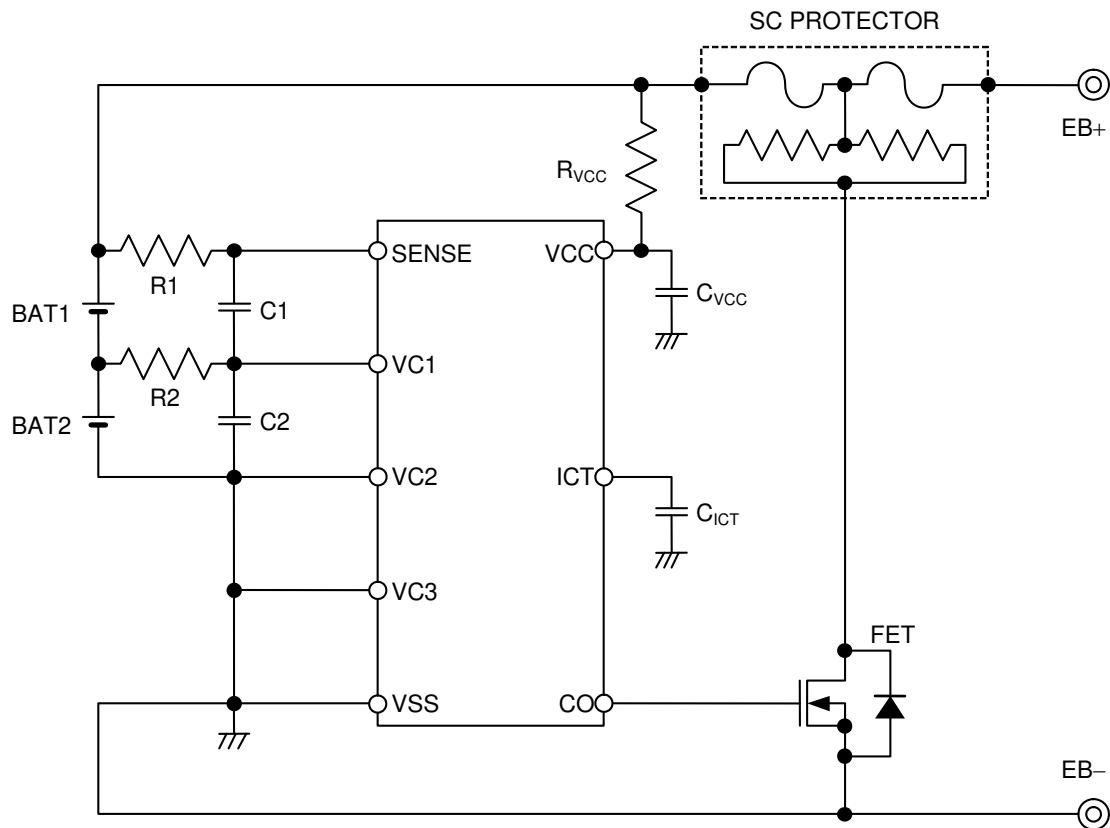 SC PROTECTOR
EB+
RVCC
SENSE
VCC
R1
BAT1
C1
CVCC
VC1
R2
BAT2
C2
VC2
ICT
CICT
VC3
FET
VSS
CO
EB−